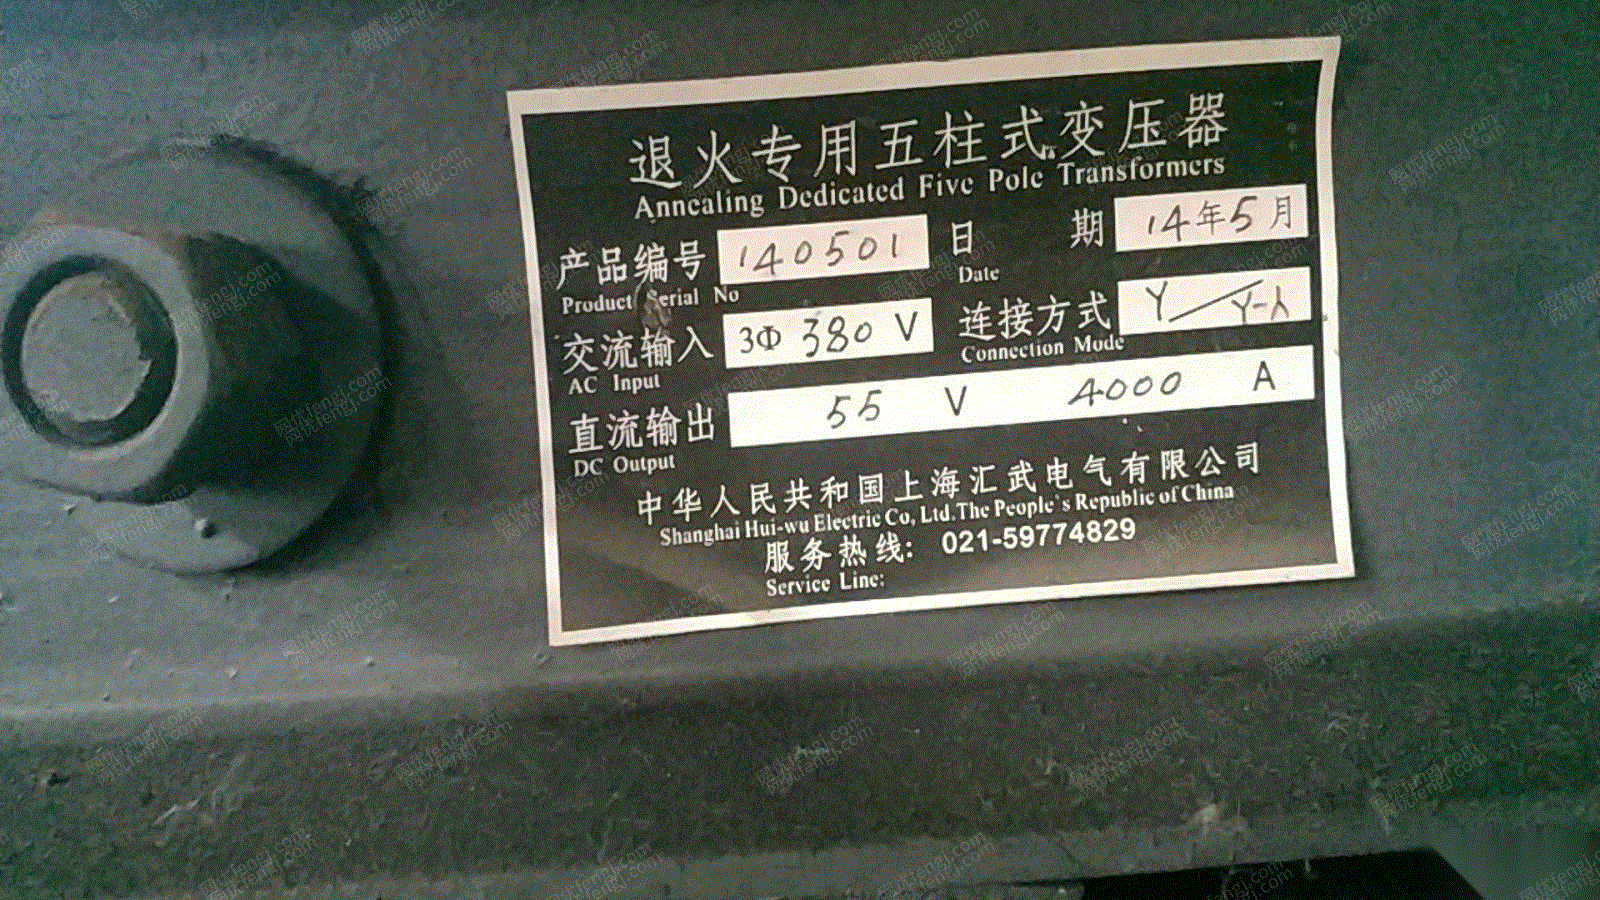 退火专用五柱式变压器
Annealing Dedicated Five Pole Transformers
产品编号 140501 日 期 14年5月
Product Serial No Date
交流输入 3Φ 380 V 连接方式 Y/Y-⅄
AC Input Connection Mode
直流输出 55 V 4000 A
DC Output
中华人民共和国上海汇武电气有限公司
Shanghai Hui-wu Electric Co, Ltd.The People's Republic of China
服务热线: 021-59774829
Service Line: